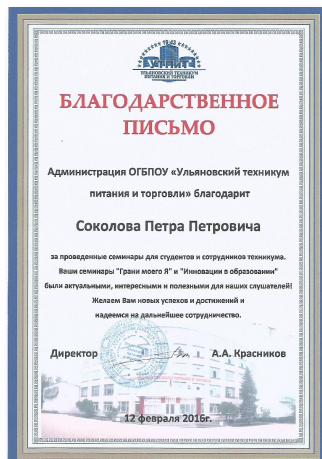 УТПиТ
УЛЬЯНОВСКИЙ ТЕХНИКУМ
ПИТАНИЯ И ТОРГОВЛИ
БЛАГОДАРСТВЕННОЕ
ПИСЬМО
Администрация ОГБПОУ «Ульяновский техникум
питания и торговли» благодарит
Соколова Петра Петровича
за проведенные семинары для студентов и сотрудников техникума.
Ваши семинары "Грани моего Я" и "Инновации в образовании"
были актуальными, интересными и полезными для наших слушателей!
Желаем Вам новых успехов и достижений и
надеемся на дальнейшее сотрудничество.
Директор А.А. Красников
12 февраля 2016г.